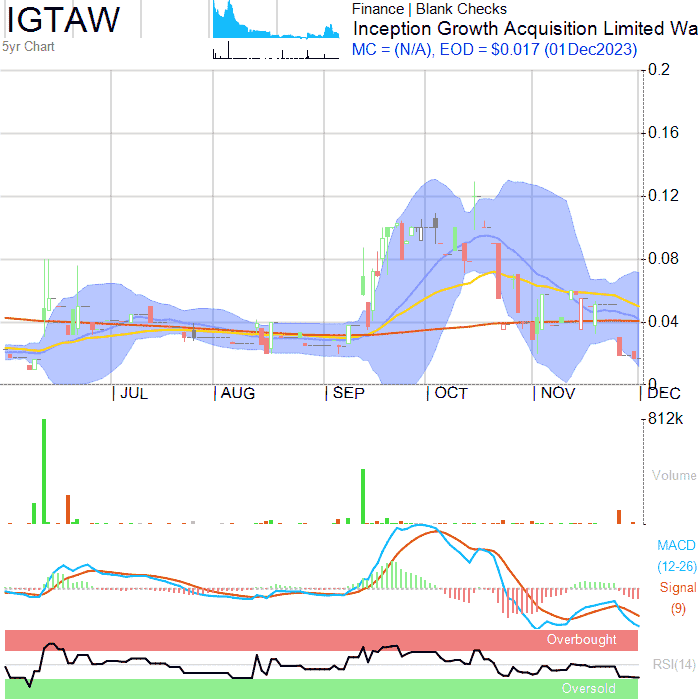 IGTAW
5yr Chart
Finance | Blank Checks
Inception Growth Acquisition Limited Wa
MC = (N/A), EOD = $0.017 (01Dec2023)
0.2
0.16
0.12
0.08
0.04
0
JUL AUG SEP OCT NOV DEC
812k
Volume
MACD
(12-26)
Signal
(9)
Overbought
RSI(14)
Oversold